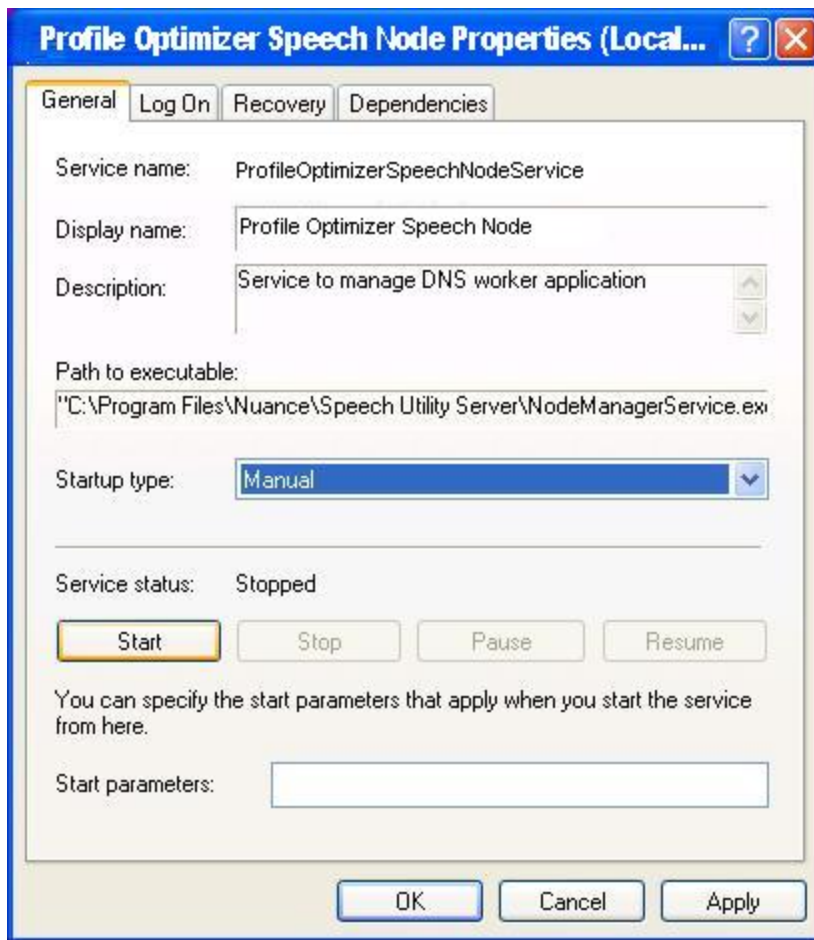 Profile Optimizer Speech Node Properties (Local...
General Log On Recovery Dependencies
Service name: ProfileOptimizerSpeechNodeService
Display name: Profile Optimizer Speech Node
Description: Service to manage DNS worker application
Path to executable:
"C:\Program Files\Nuance\Speech Utility Server\NodeManagerService.exe
Startup type: Manual
Service status: Stopped
Start Stop Pause Resume
You can specify the start parameters that apply when you start the service
from here.
Start parameters:
OK Cancel Apply